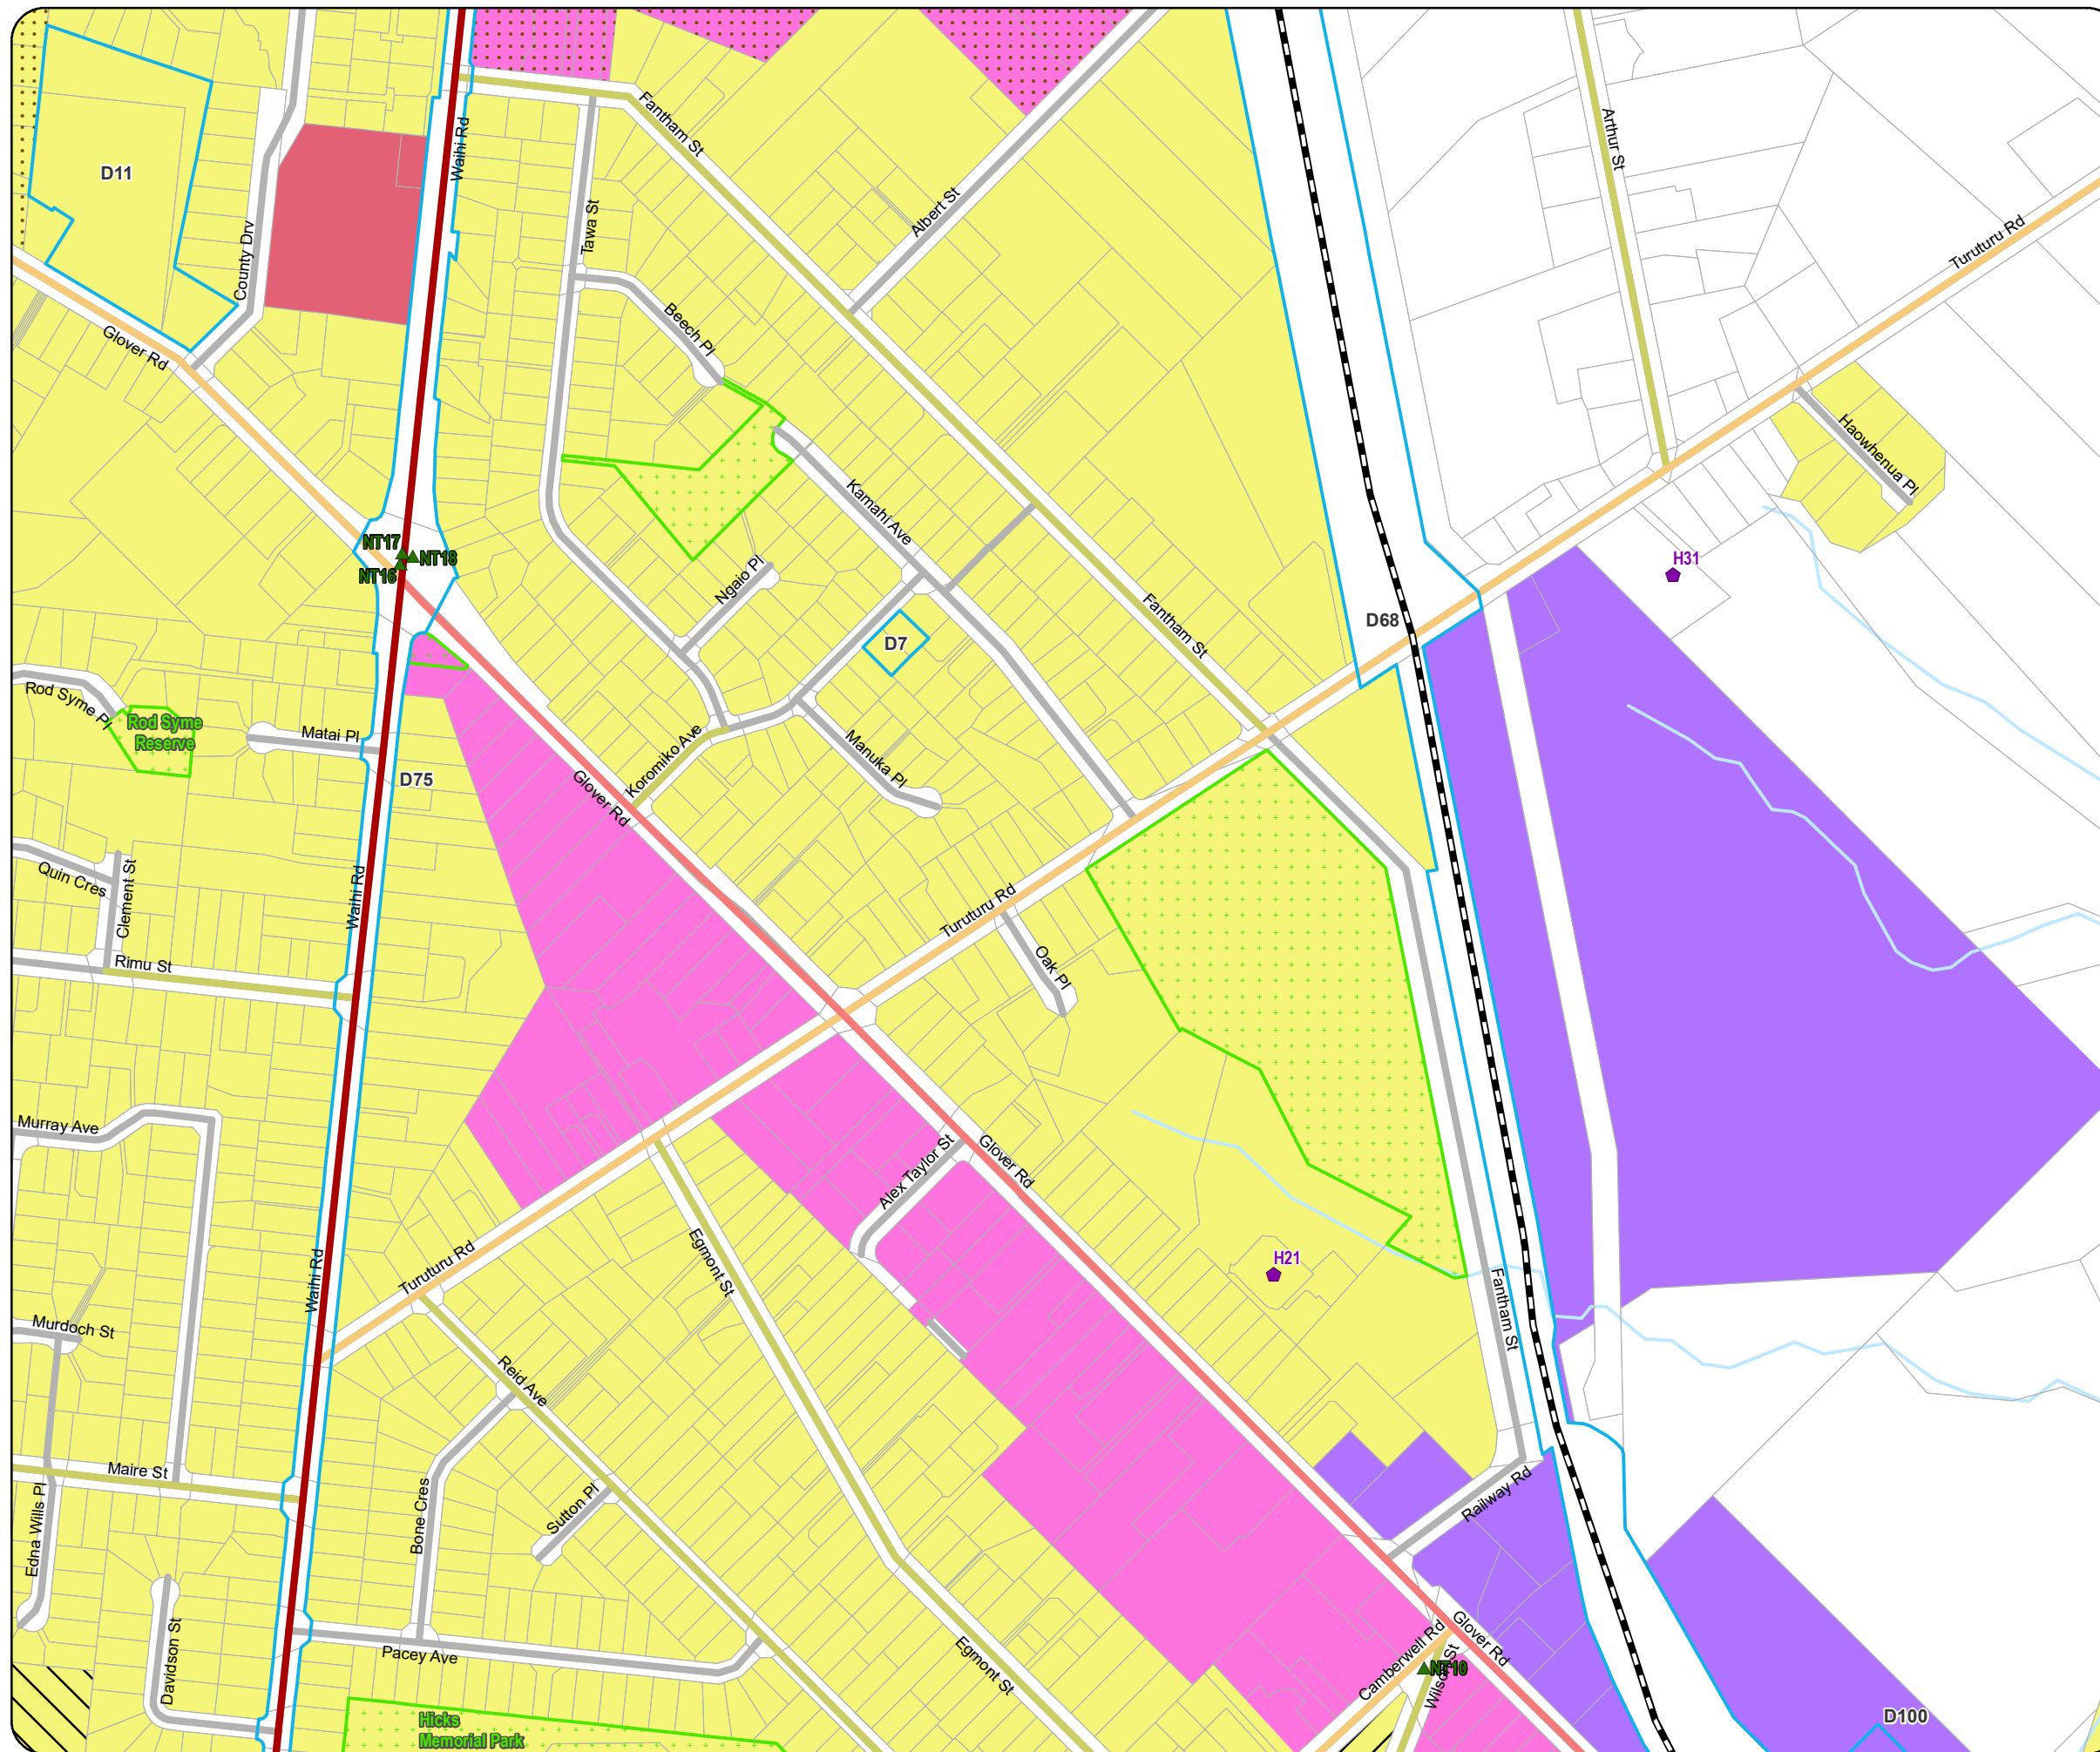 Fantham St
Waihi Rd
Arthur St
D11
Tawa St
Albert St
Turuturu Rd
County Drv
Beech Pl
Glover Rd
Haowhenua Pl
Kamahi Ave
NT17
NT18
NT16
H31
Ngaio Pl
Fantham St
D68
D7
Rod Syme Pl
Rod Syme
Reserve
Matai Pl
Koromiko Ave
Manuka Pl
D75
Glover Rd
Quin Cres
Clement St
Waihi Rd
Turuturu Rd
Oak Pl
Rimu St
Murray Ave
Alex Taylor St
Glover Rd
Turuturu Rd
Egmont St
Waihi Rd
H21
Fantham St
Murdoch St
Reid Ave
Maire St
Edna Wills Pl
Bone Cres
Sutton Pl
Railway Rd
Davidson St
Pacey Ave
Egmont St
Camberwell Rd
Glover Rd
Wilson St
NT10
Hicks
Memorial Park
D100